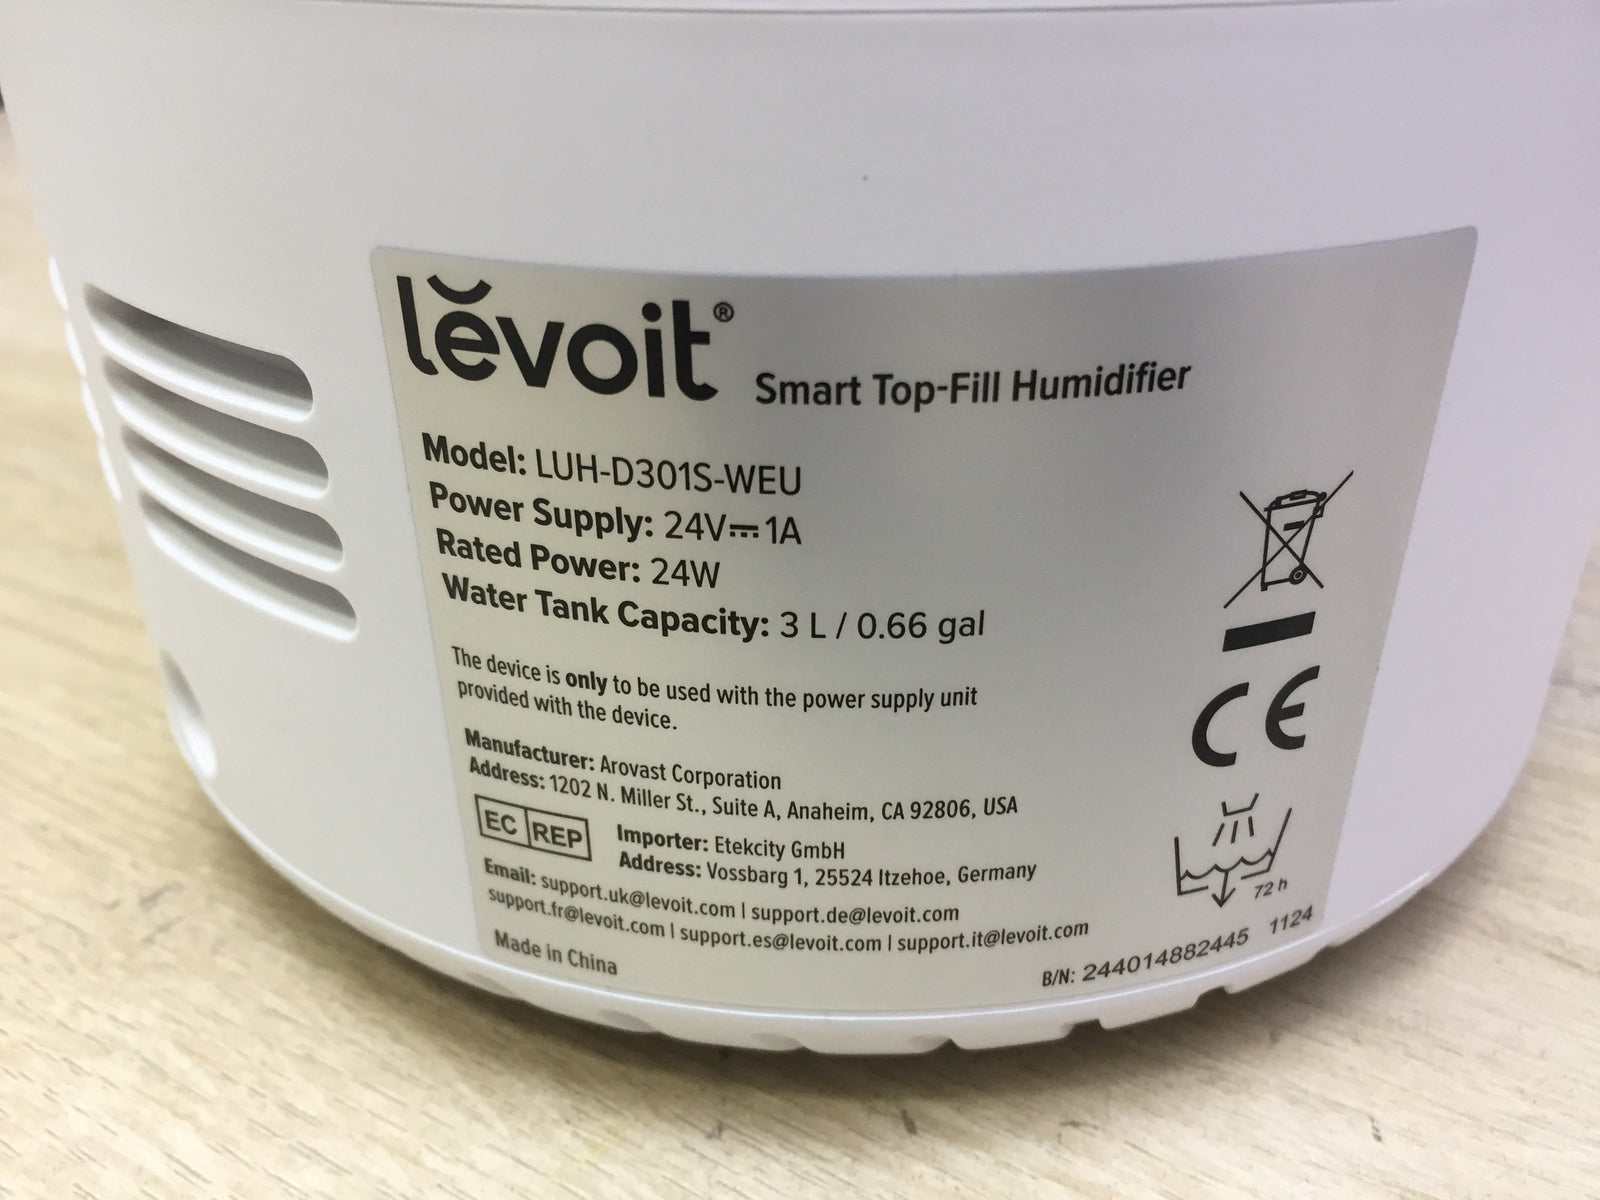 lĕvoit® Smart Top-Fill Humidifier
Model: LUH-D301S-WEU
Power Supply: 24V⎓1A
Rated Power: 24W
Water Tank Capacity: 3 L / 0.66 gal
The device is only to be used with the power supply unit
provided with the device.
Manufacturer: Arovast Corporation
Address: 1202 N. Miller St., Suite A, Anaheim, CA 92806, USA
EC REP
Importer: Etekcity GmbH
Address: Vossbarg 1, 25524 Itzehoe, Germany
Email: support.uk@levoit.com | support.de@levoit.com
support.fr@levoit.com | support.es@levoit.com | support.it@levoit.com
Made in China
CE
72 h
B/N: 244014882445 1124